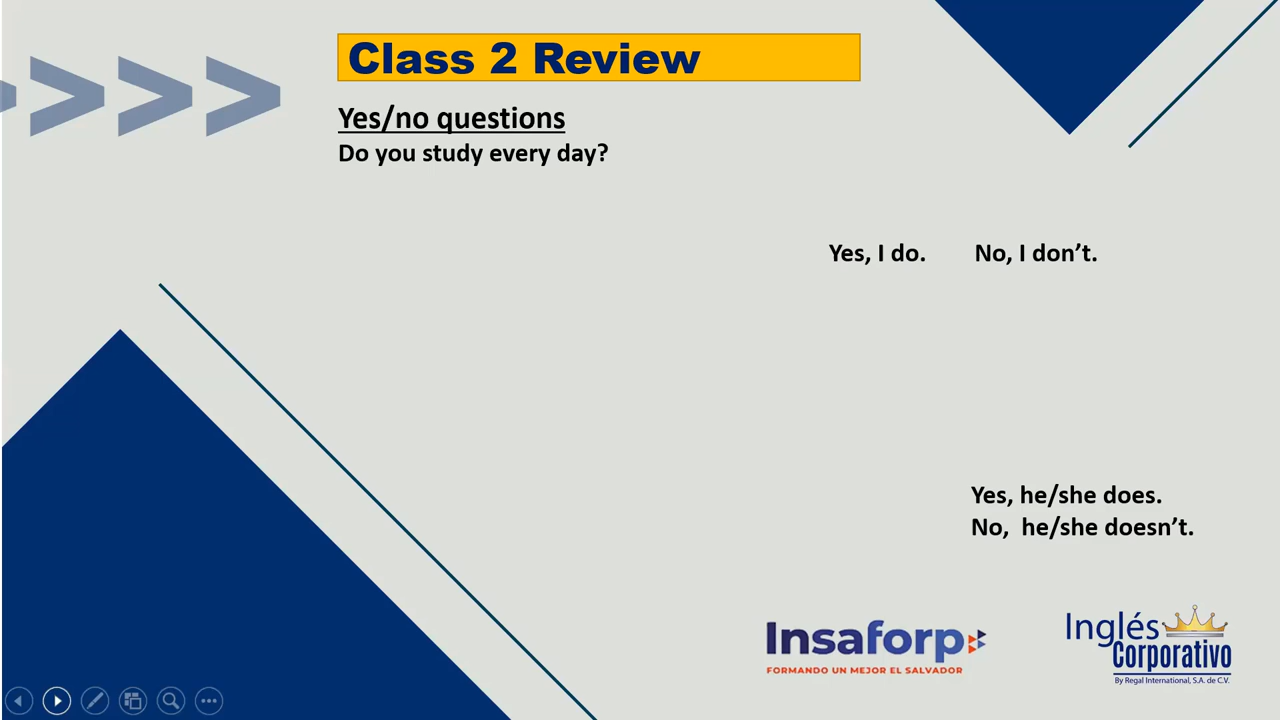 Class 2 Review
Yes/no questions
Do you study every day?
Yes, I do. No, I don't.
Yes, he/she does.
No, he/she doesn't.
Insaforp
FORMANDO UN MEJOR EL SALVADOR
Inglés
Corporativo
By Regal International, S.A. de C.V.